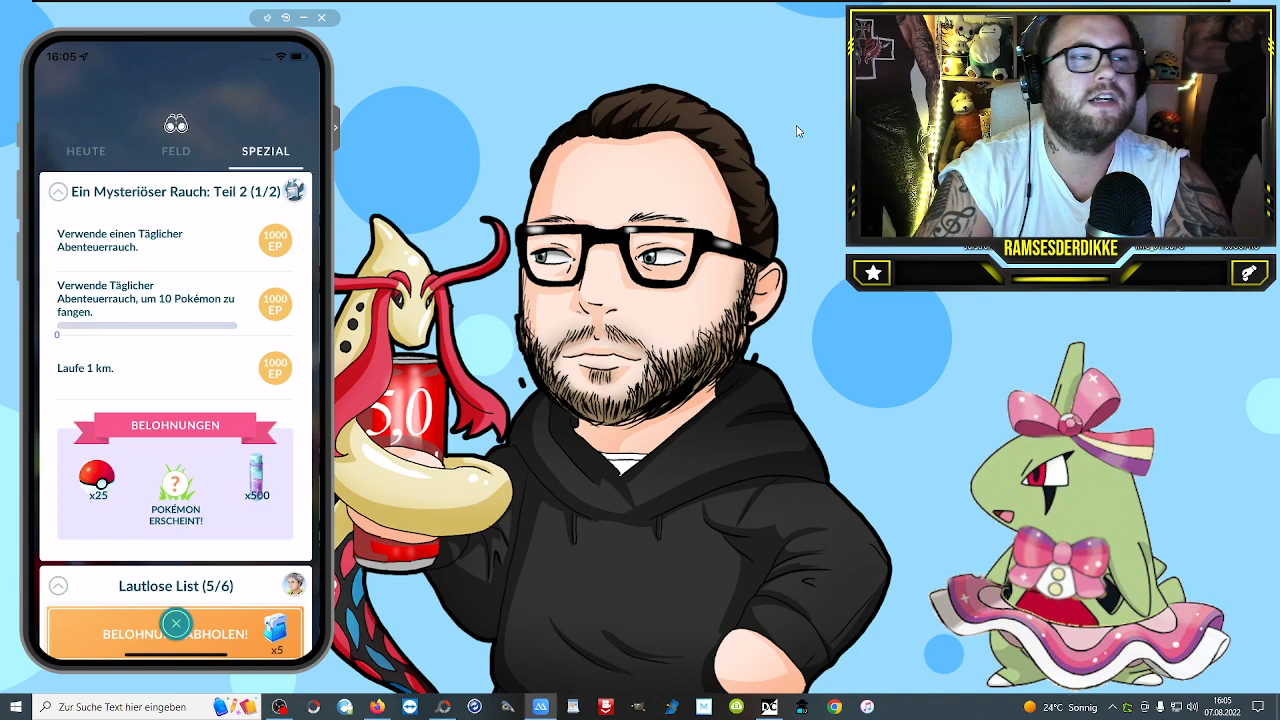 16:05
HEUTE
FELD
SPEZIAL
Ein Mysteriöser Rauch: Teil 2 (1/2)
Verwende einen Täglicher
Abenteuerrauch.
1000
EP
Verwende Täglicher
Abenteuerrauch, um 10 Pokémon zu
fangen.
1000
EP
0
Laufe 1 km.
1000
EP
BELOHNUNGEN
x25
?
x500
POKÉMON
ERSCHEINT!
Lautlose List (5/6)
x5
5,0
RAMSESDERDIKKE
Zur Suche Text hier eingeben
24°C Sonnig
16:05
07.08.2022